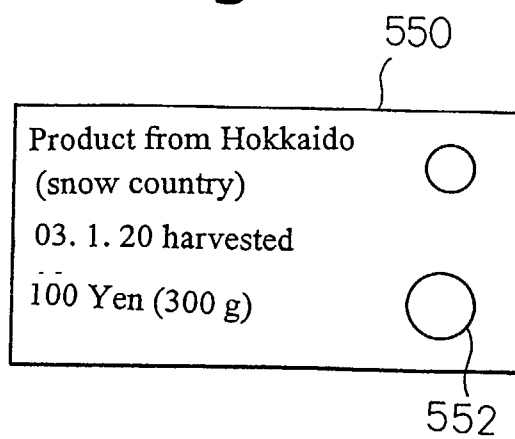 550
Product from Hokkaido
(snow country)
03. 1. 20 harvested
100 Yen (300 g)
552